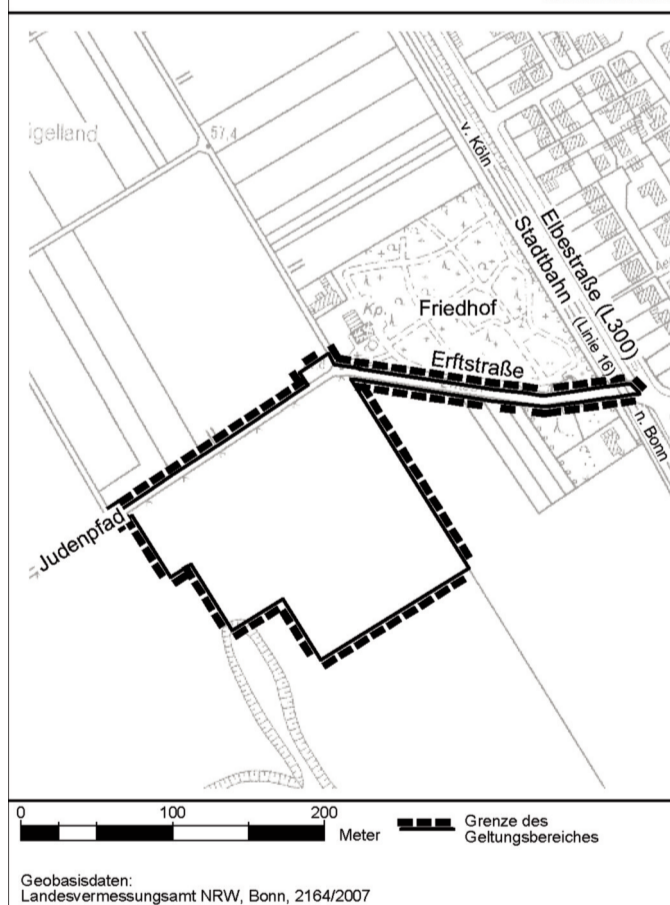 igelland
57,4
v. Köln
Elbestraße (L300)
Stadtbahn (Linie 16)
Kp.
Friedhof
Erftstraße
n. Bonn
Judenpfad
0 100 200
Meter
Grenze des
Geltungsbereiches
Geobasisdaten:
Landesvermessungsamt NRW, Bonn, 2164/2007